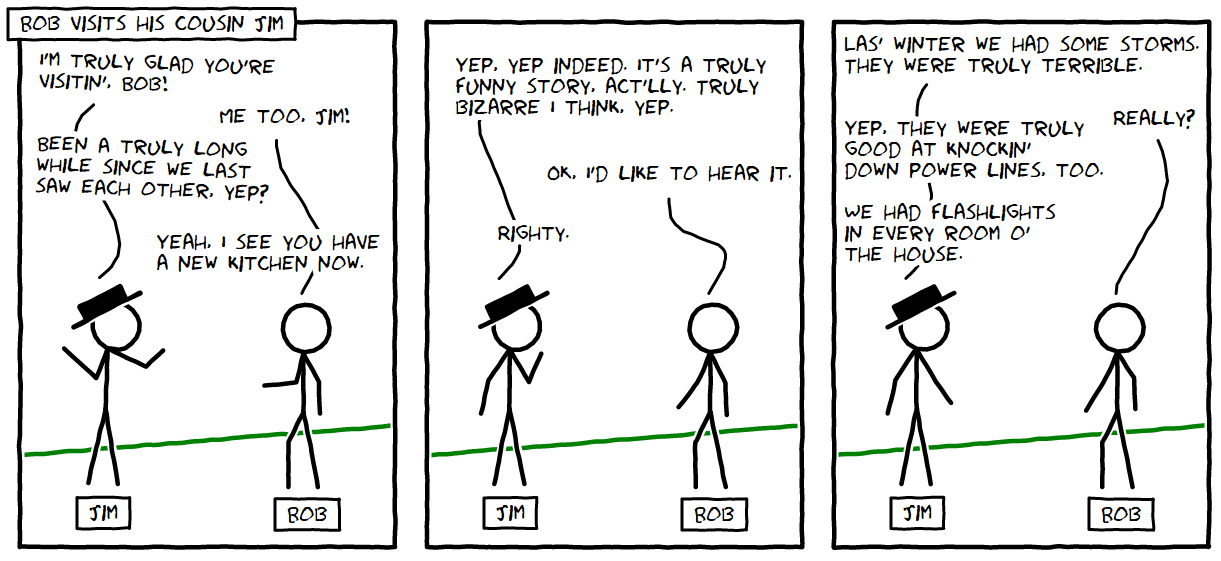 BOB VISITS HIS COUSIN JIM
I'M TRULY GLAD YOU'RE
VISITIN', BOB!
ME TOO, JIM!
BEEN A TRULY LONG
WHILE SINCE WE LAST
SAW EACH OTHER, YEP?
YEAH, I SEE YOU HAVE
A NEW KITCHEN NOW.
JIM
BOB
YEP, YEP INDEED. IT'S A TRULY
FUNNY STORY, ACT'LLY. TRULY
BIZARRE I THINK, YEP.
OK, I'D LIKE TO HEAR IT.
RIGHTY.
JIM
BOB
LAS' WINTER WE HAD SOME STORMS.
THEY WERE TRULY TERRIBLE.
REALLY?
YEP, THEY WERE TRULY
GOOD AT KNOCKIN'
DOWN POWER LINES, TOO.
WE HAD FLASHLIGHTS
IN EVERY ROOM O'
THE HOUSE.
JIM
BOB